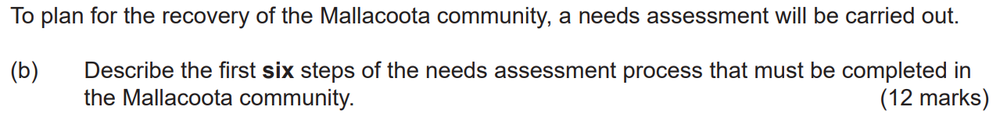 To plan for the recovery of the Mallacoota community, a needs assessment will be carried out.
(b) Describe the first six steps of the needs assessment process that must be completed in
the Mallacoota community. (12 marks)